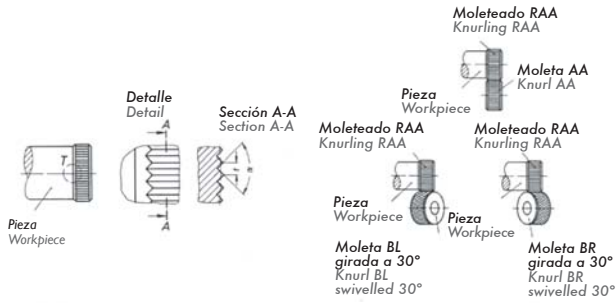 Moleteado RAA
Knurling RAA
Moleta AA
Knurl AA
Pieza
Workpiece
Detalle
Detail
A
Sección A-A
Section A-A
T
t
α
A
Pieza
Workpiece
Moleteado RAA
Knurling RAA
Pieza
Workpiece
Moleta BL
girada a 30°
Knurl BL
swivelled 30°
Moleteado RAA
Knurling RAA
Pieza
Workpiece
Moleta BR
girada a 30°
Knurl BR
swivelled 30°